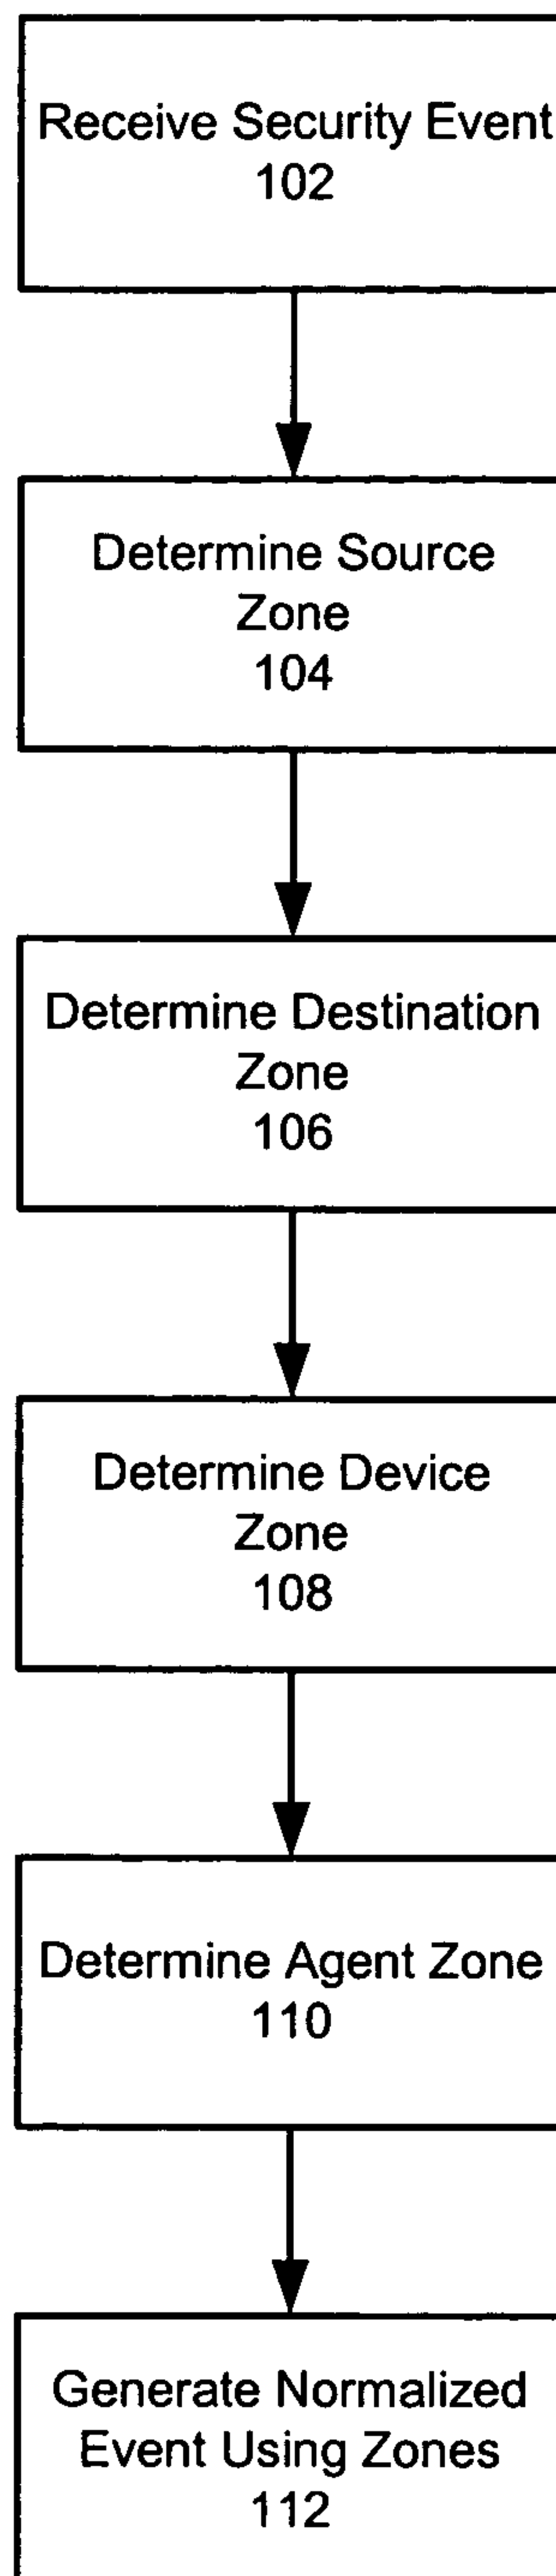 Receive Security Event
102
Determine Source
Zone
104
Determine Destination
Zone
106
Determine Device
Zone
108
Determine Agent Zone
110
Generate Normalized
Event Using Zones
112